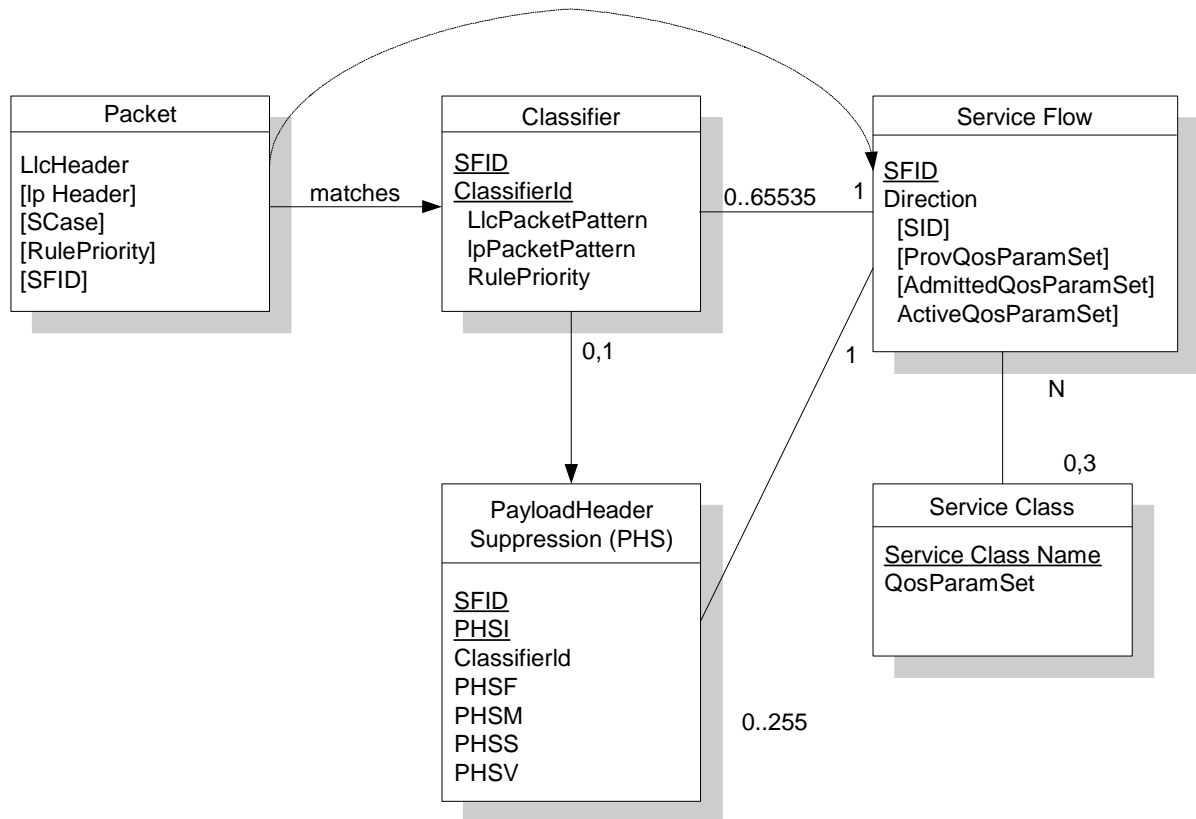 Packet
LlcHeader
[Ip Header]
[SCase]
[RulePriority]
[SFID]
matches
Classifier
SFID
ClassifierId
LlcPacketPattern
IpPacketPattern
RulePriority
0..65535
1
Service Flow
SFID
Direction
[SID]
[ProvQosParamSet]
[AdmittedQosParamSet]
ActiveQosParamSet]
0,1
1
N
0,3
PayloadHeader
Suppression (PHS)
SFID
PHSI
ClassifierId
PHSF
PHSM
PHSS
PHSV
0..255
Service Class
Service Class Name
QosParamSet